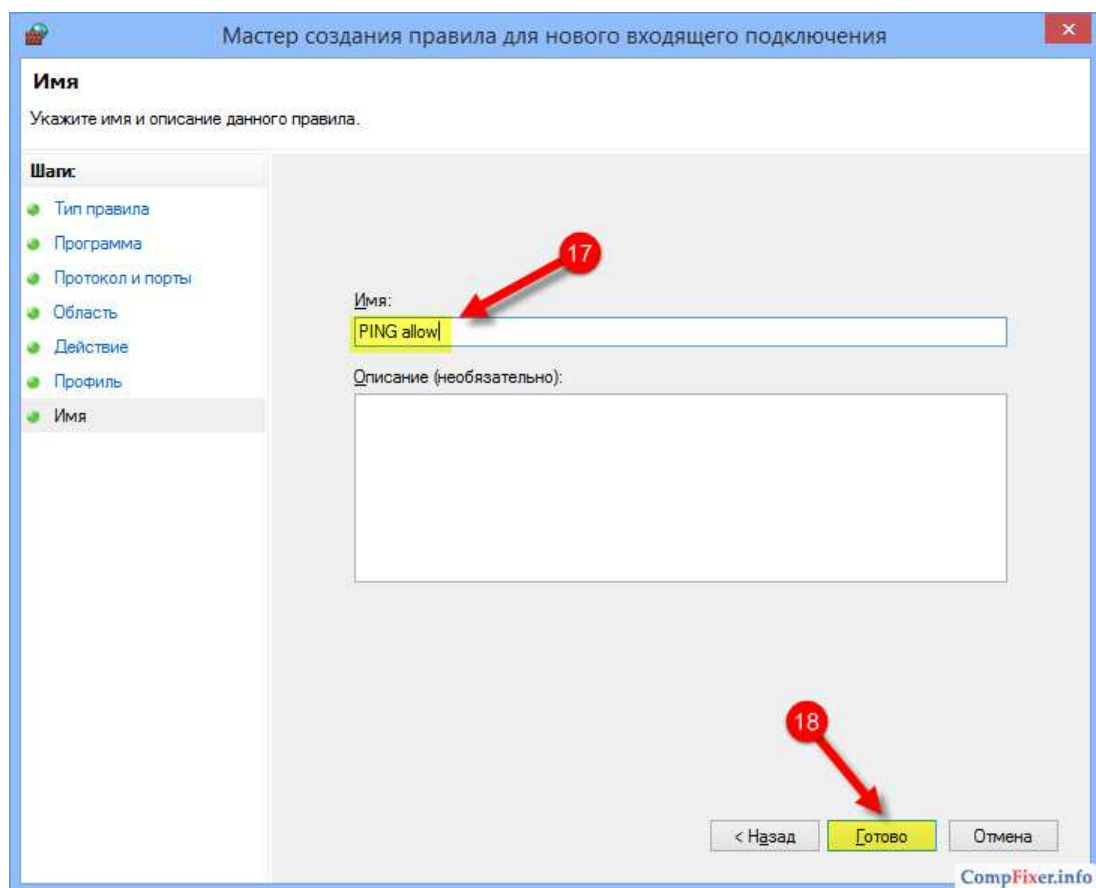 Мастер создания правила для нового входящего подключения
Имя
Укажите имя и описание данного правила.
Шаги:
Тип правила
Программа
Протокол и порты
Область
Действие
Профиль
Имя
17
Имя:
PING allow
Описание (необязательно):
18
< Назад
Готово
Отмена
CompFixer.info